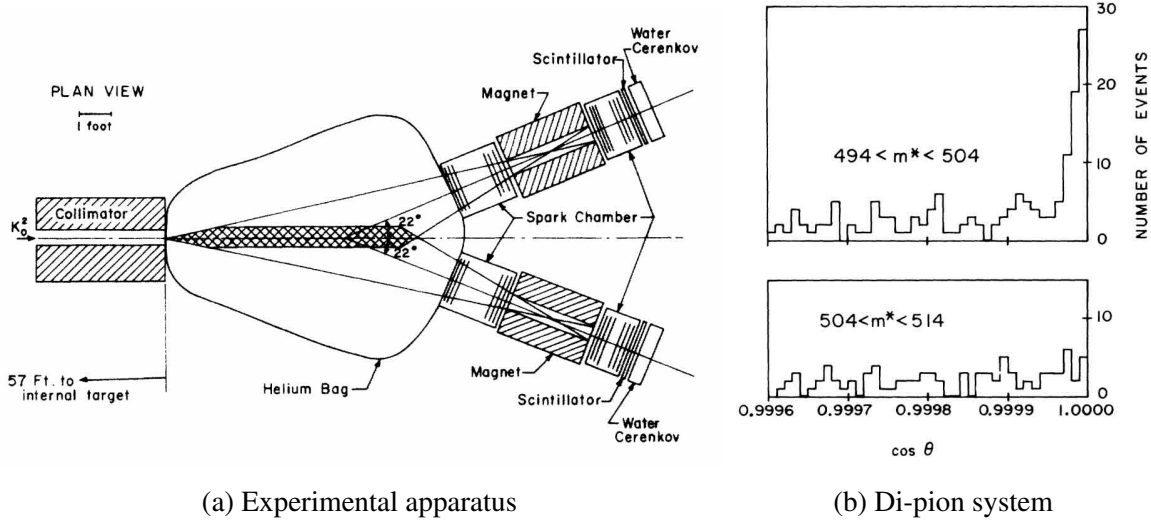 PLAN VIEW
1 foot
Collimator
K₀²
57 Ft. to
internal target
Helium Bag
Magnet
Scintillator
Water
Cerenkov
22°
22°
Spark Chamber
Magnet
Scintillator
Water
Cerenkov
(a) Experimental apparatus
30
20
10
0
494 < m* < 504
10
0
504<m*<514
0.9996
0.9997
0.9998
0.9999
1.0000
cos θ
NUMBER OF EVENTS
(b) Di-pion system